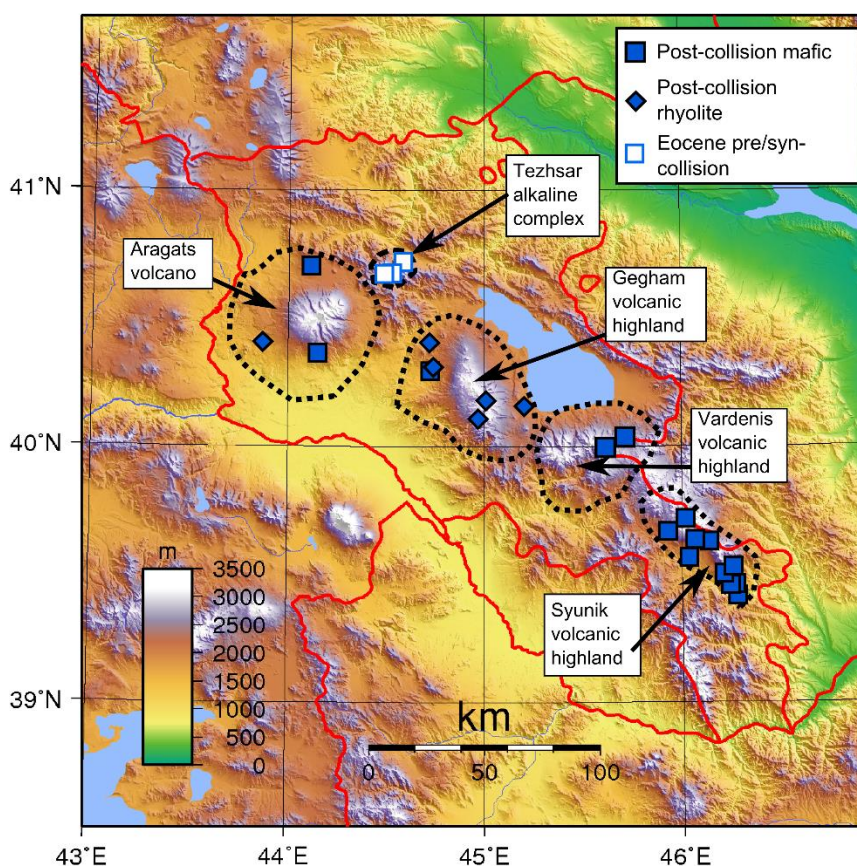 Post-collision mafic
Post-collision
rhyolite
Eocene pre/syn-
collision
Tezhsar
alkaline
complex
Aragats
volcano
Gegham
volcanic
highland
Vardenis
volcanic
highland
Syunik
volcanic
highland
41°N
40°N
39°N
m
3500
3000
2500
2000
1500
1000
500
0
km
0 50 100
43°E 44°E 45°E 46°E